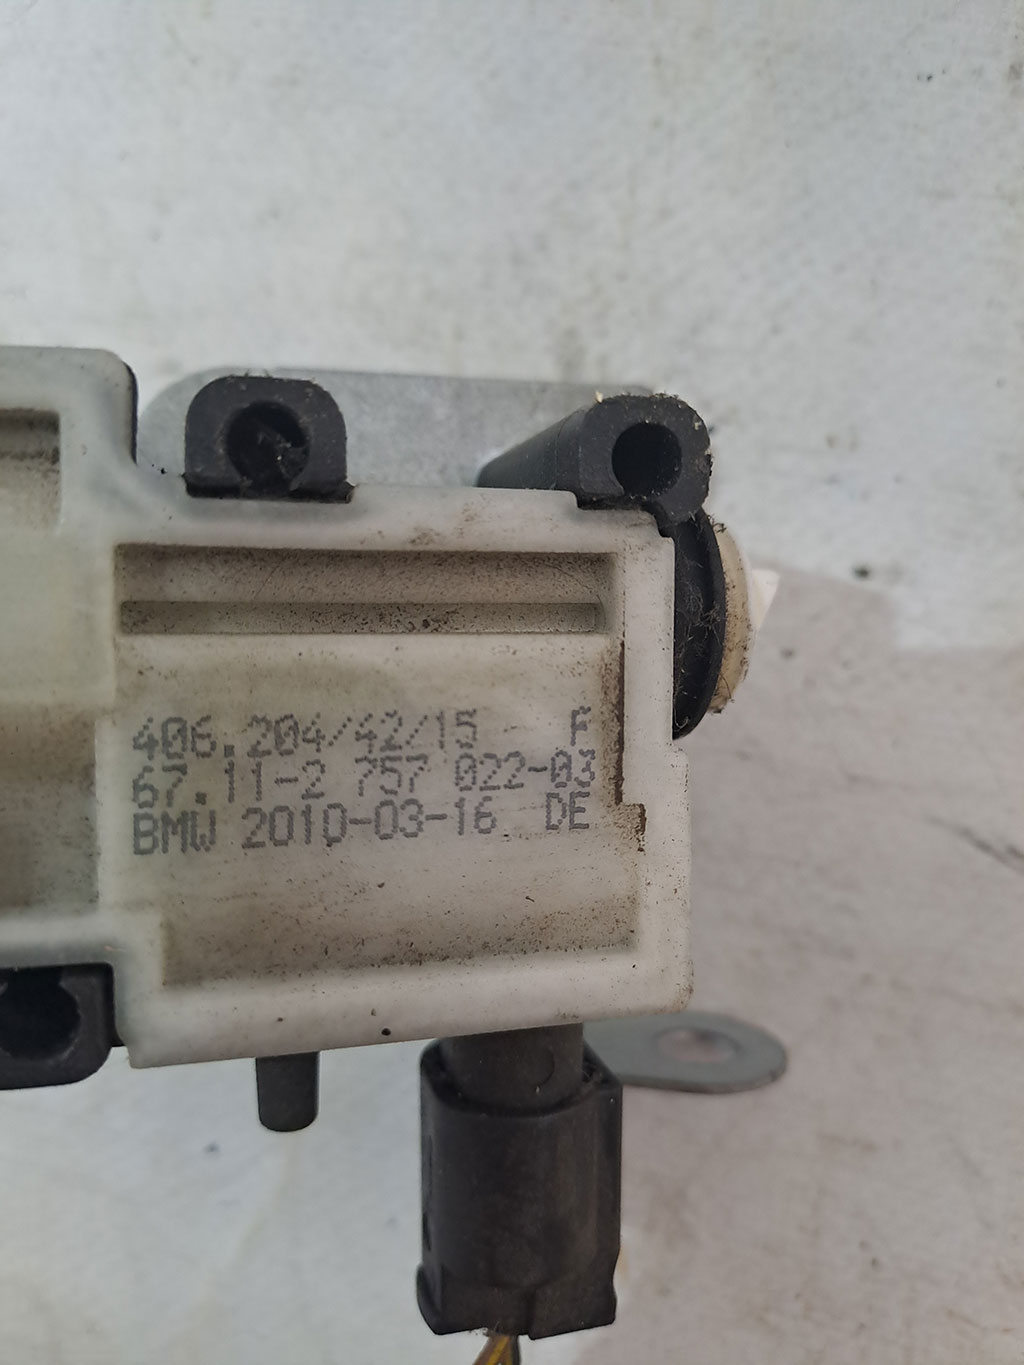 406.204/42/15 F
67.11-2 757 022-03
BMW 2010-03-16 DE